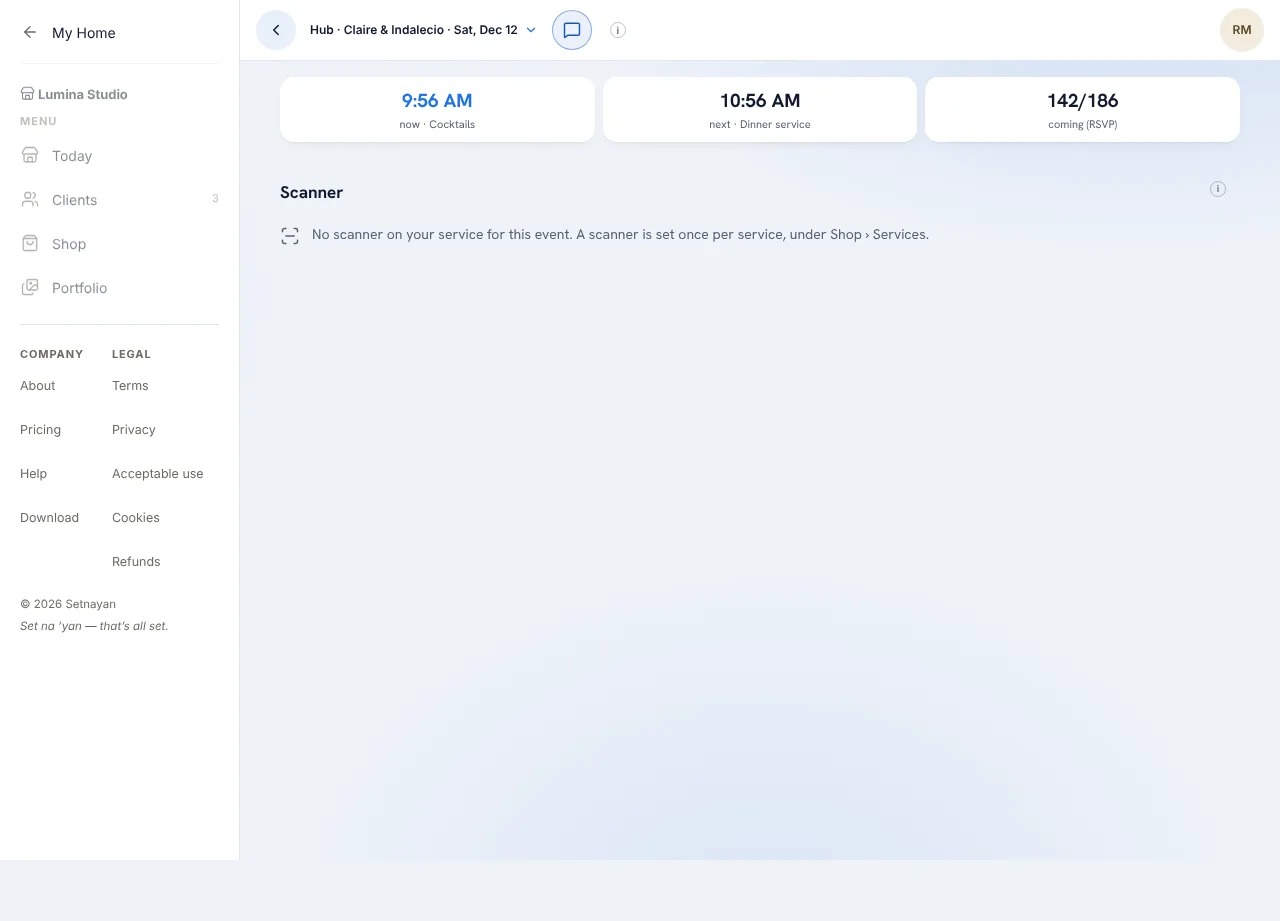 My Home
Lumina Studio
MENU
Today
Clients 3
Shop
Portfolio
COMPANY
About
Pricing
Help
Download
LEGAL
Terms
Privacy
Acceptable use
Cookies
Refunds
© 2026 Setnayan
Set na 'yan — that's all set.
Hub · Claire & Indalecio · Sat, Dec 12
RM
9:56 AM
now · Cocktails
10:56 AM
next · Dinner service
142/186
coming (RSVP)
Scanner
No scanner on your service for this event. A scanner is set once per service, under Shop › Services.